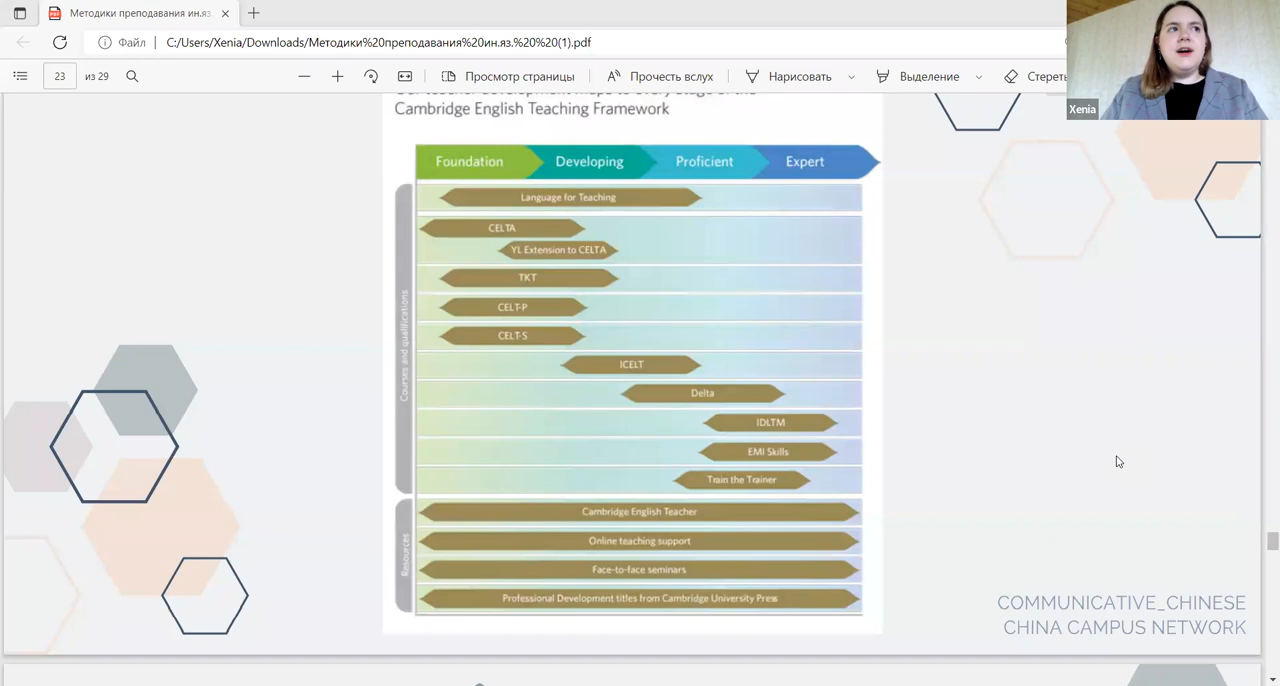 Методики преподавания ин.яз.
Файл
C:/Users/Xenia/Downloads/Методики%20преподавания%20ин.яз.%20%20(1).pdf
23 из 29
Просмотр страницы
Прочесть вслух
Нарисовать
Выделение
Стереть
Xenia
Cambridge English Teaching Framework
Foundation Developing Proficient Expert
Courses and qualifications
Language for Teaching
CELTA
YL Extension to CELTA
TKT
CELT-P
CELT-S
ICELT
Delta
IDLTM
EMI Skills
Train the Trainer
Resources
Cambridge English Teacher
Online teaching support
Face-to-face seminars
Professional Development titles from Cambridge University Press
COMMUNICATIVE_CHINESE
CHINA CAMPUS NETWORK